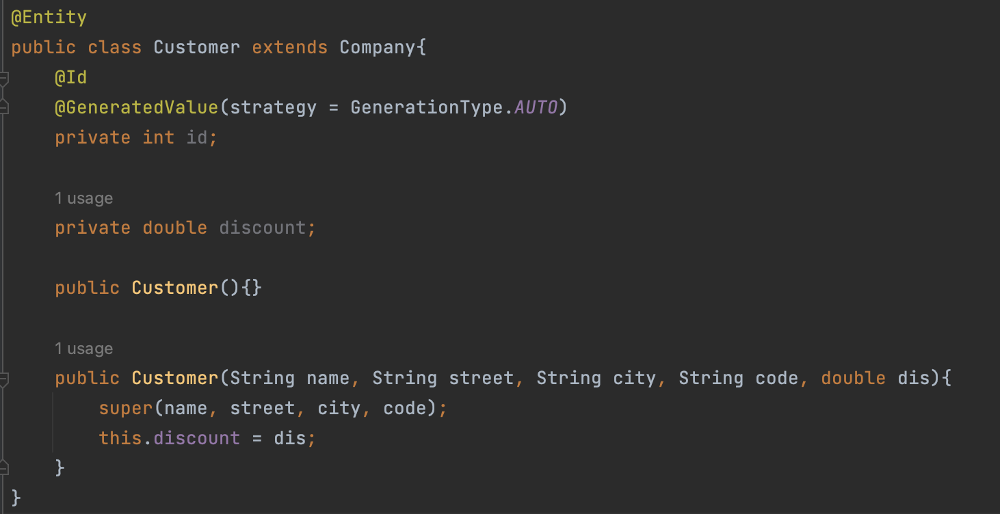 @Entity
public class Customer extends Company{
@Id
@GeneratedValue(strategy = GenerationType.AUTO)
private int id;
1 usage
private double discount;
public Customer(){}
1 usage
public Customer(String name, String street, String city, String code, double dis){
super(name, street, city, code);
this.discount = dis;
}
}